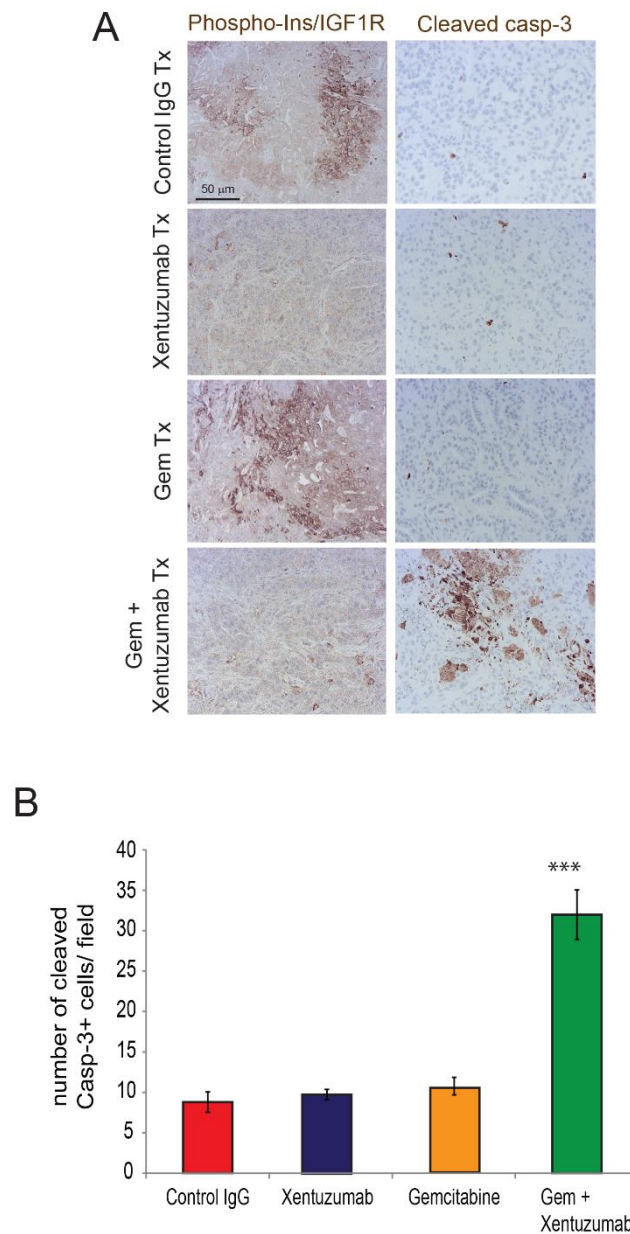 A
Phospho-Ins/IGF1R
Cleaved casp-3
Control IgG Tx
50 μm
Xentuzumab Tx
Gem Tx
Gem +
Xentuzumab Tx
B
number of cleaved
Casp-3+ cells/ field
40
35
30
25
20
15
10
5
0
***
Control IgG
Xentuzumab
Gemcitabine
Gem +
Xentuzumab